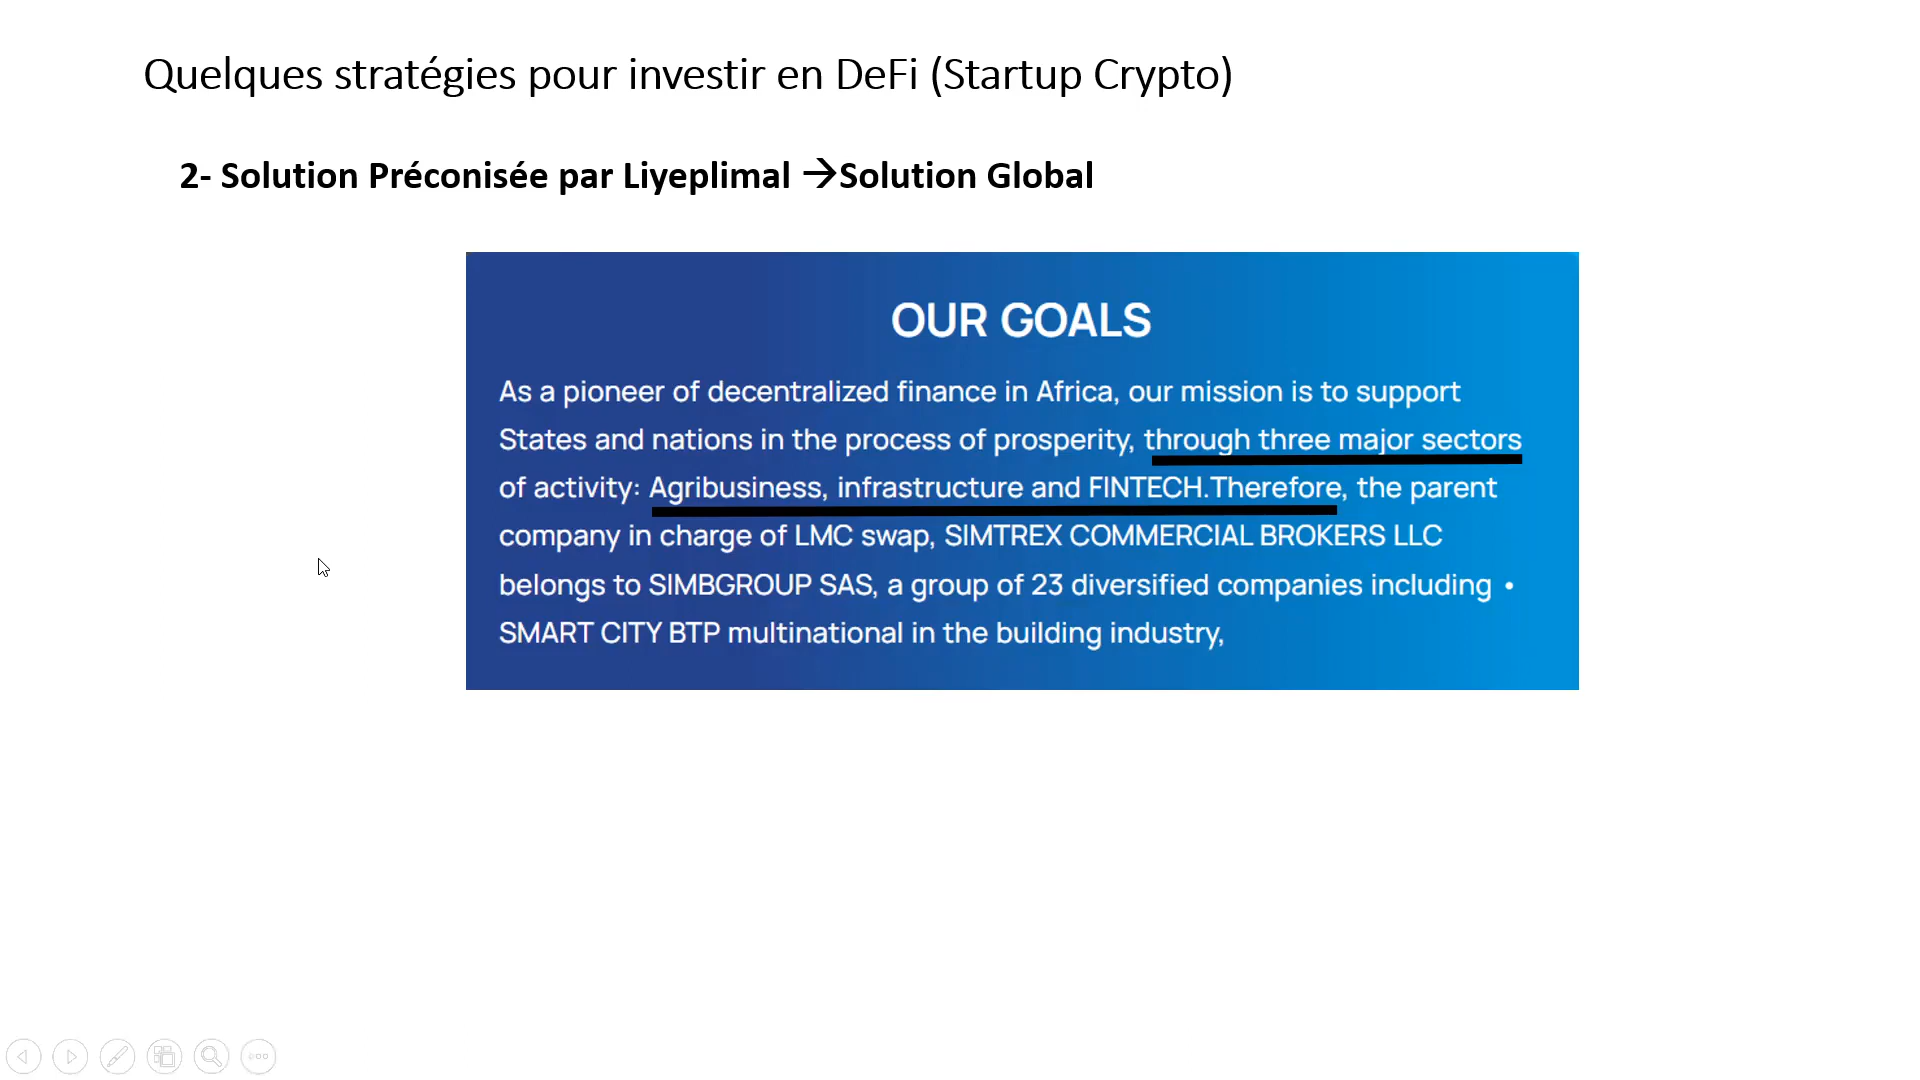 Quelques stratégies pour investir en DeFi (Startup Crypto)
2- Solution Préconisée par Liyeplimal →Solution Global
OUR GOALS
As a pioneer of decentralized finance in Africa, our mission is to support
States and nations in the process of prosperity, through three major sectors
of activity: Agribusiness, infrastructure and FINTECH.Therefore, the parent
company in charge of LMC swap, SIMTREX COMMERCIAL BROKERS LLC
belongs to SIMBGROUP SAS, a group of 23 diversified companies including •
SMART CITY BTP multinational in the building industry,